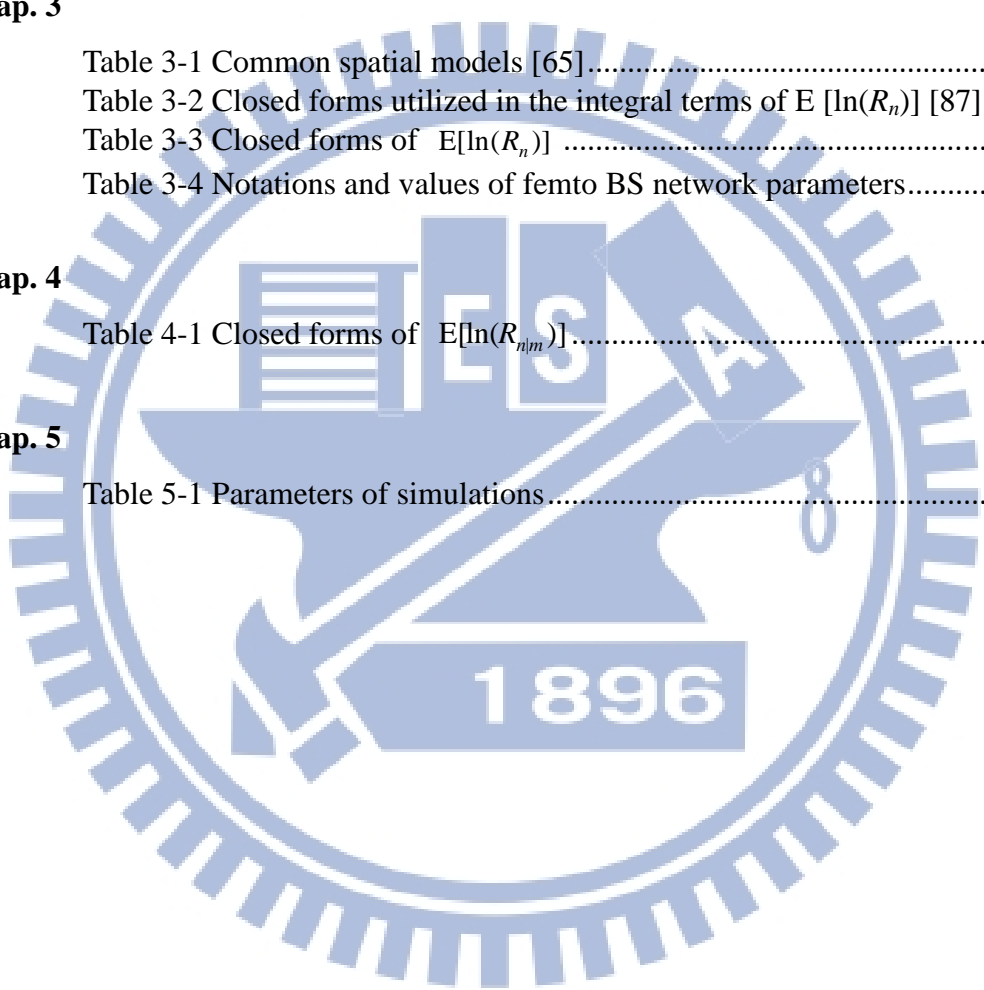 ap. 3
Table 3-1 Common spatial models [65]..............................
Table 3-2 Closed forms utilized in the integral terms of E [ln(Rn)] [87]
Table 3-3 Closed forms of E[ln(Rn)] ..............................
Table 3-4 Notations and values of femto BS network parameters...........
ap. 4
Table 4-1 Closed forms of E[ln(Rn|m)]..............................
ap. 5
Table 5-1 Parameters of simulations..............................
E S A
8
1896